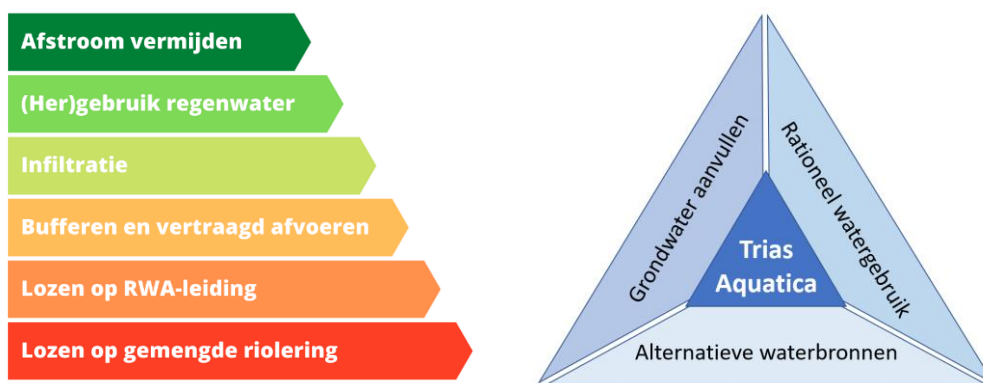 Afstroom vermijden
(Her)gebruik regenwater
Infiltratie
Bufferen en vertraagd afvoeren
Lozen op RWA-leiding
Lozen op gemengde riolering
Grondwater aanvullen
Rationeel watergebruik
Trias
Aquatica
Alternatieve waterbronnen